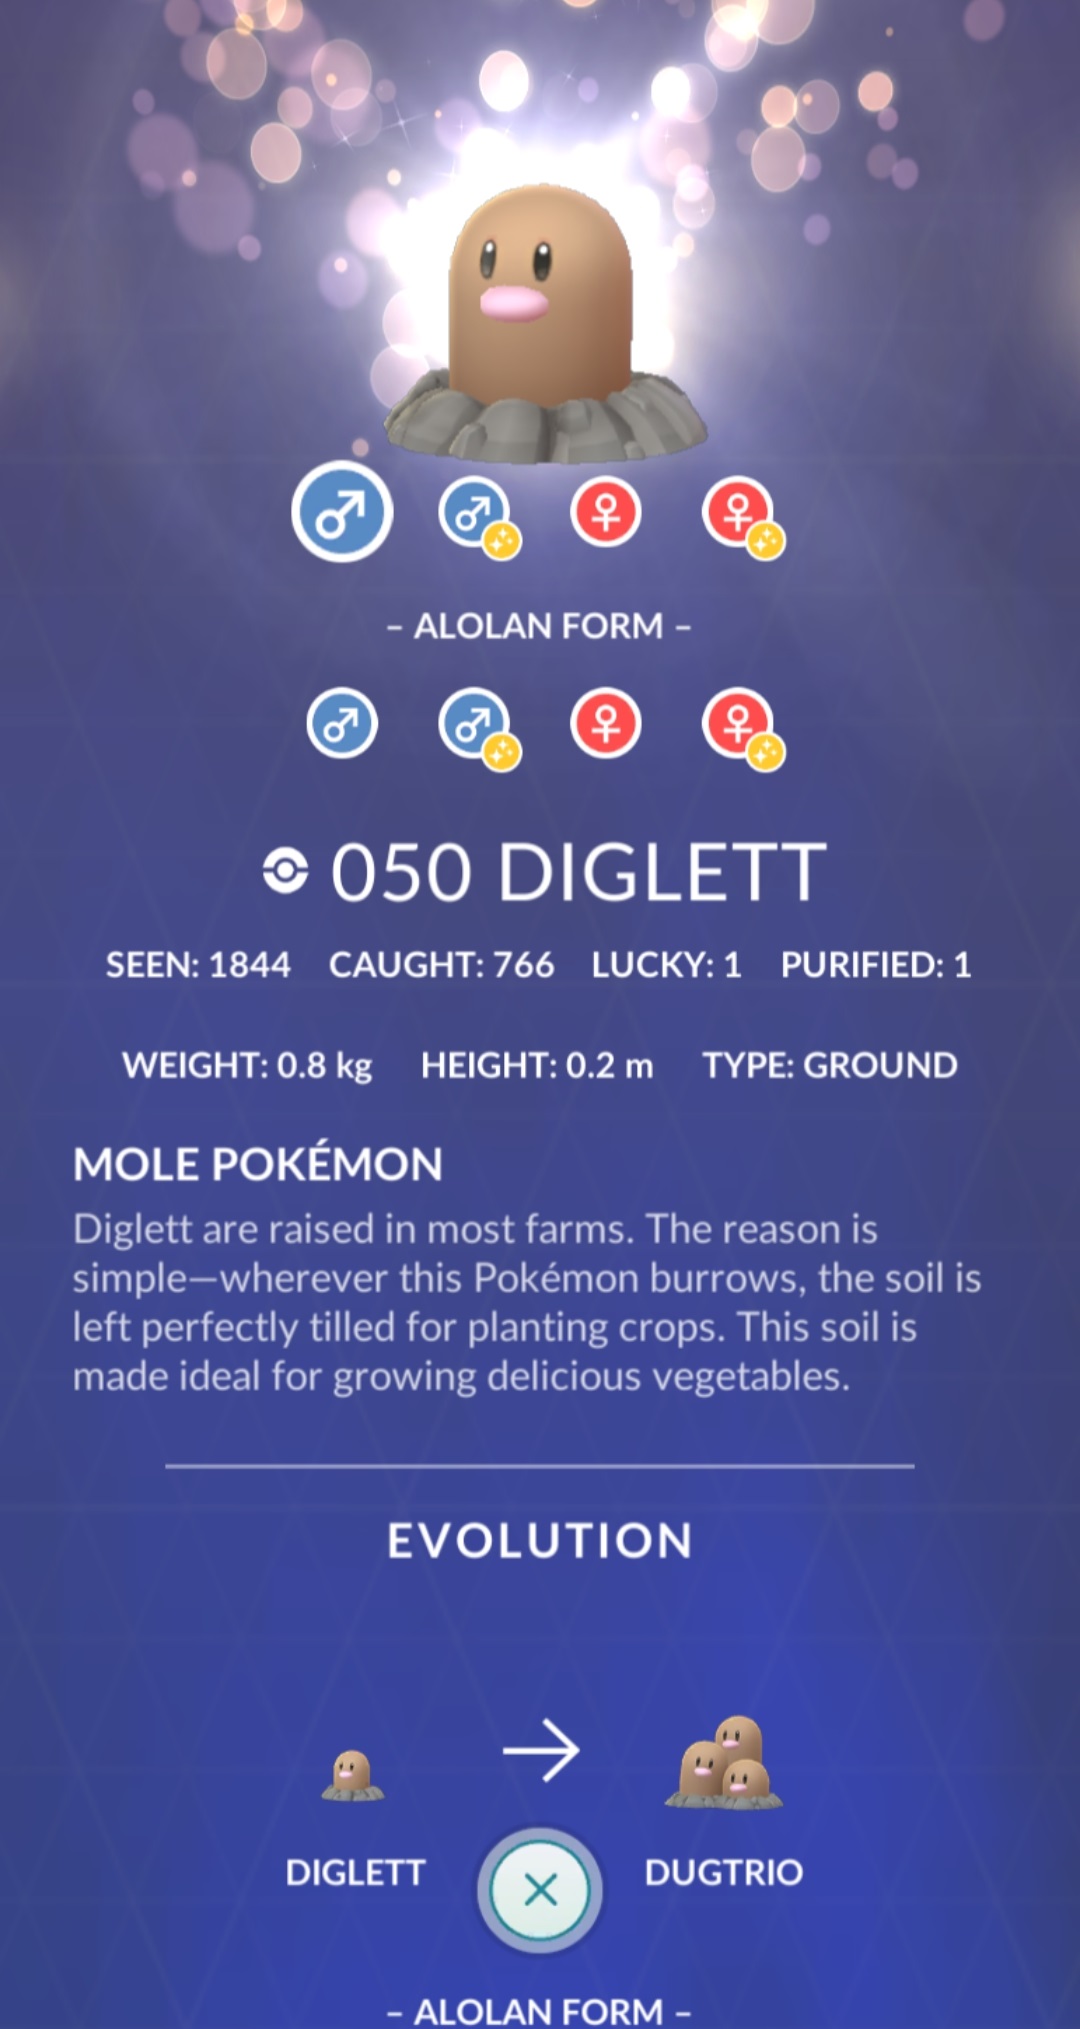 – ALOLAN FORM –
050 DIGLETT
SEEN: 1844 CAUGHT: 766 LUCKY: 1 PURIFIED: 1
WEIGHT: 0.8 kg HEIGHT: 0.2 m TYPE: GROUND
MOLE POKÉMON
Diglett are raised in most farms. The reason is
simple—wherever this Pokémon burrows, the soil is
left perfectly tilled for planting crops. This soil is
made ideal for growing delicious vegetables.
EVOLUTION
DIGLETT DUGTRIO
– ALOLAN FORM –